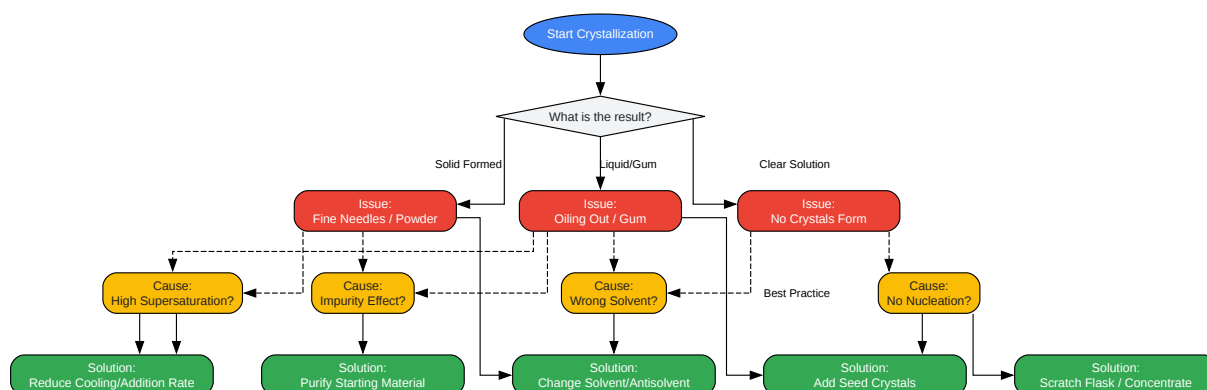 Start Crystallization
What is the result?
Solid Formed
Liquid/Gum
Clear Solution
Issue:
Fine Needles / Powder
Issue:
Oiling Out / Gum
Issue:
No Crystals Form
Cause:
High Supersaturation?
Cause:
Impurity Effect?
Cause:
Wrong Solvent?
Best Practice
Cause:
No Nucleation?
Solution:
Reduce Cooling/Addition Rate
Solution:
Purify Starting Material
Solution:
Change Solvent/Antisolvent
Solution:
Add Seed Crystals
Solution:
Scratch Flask / Concentrate